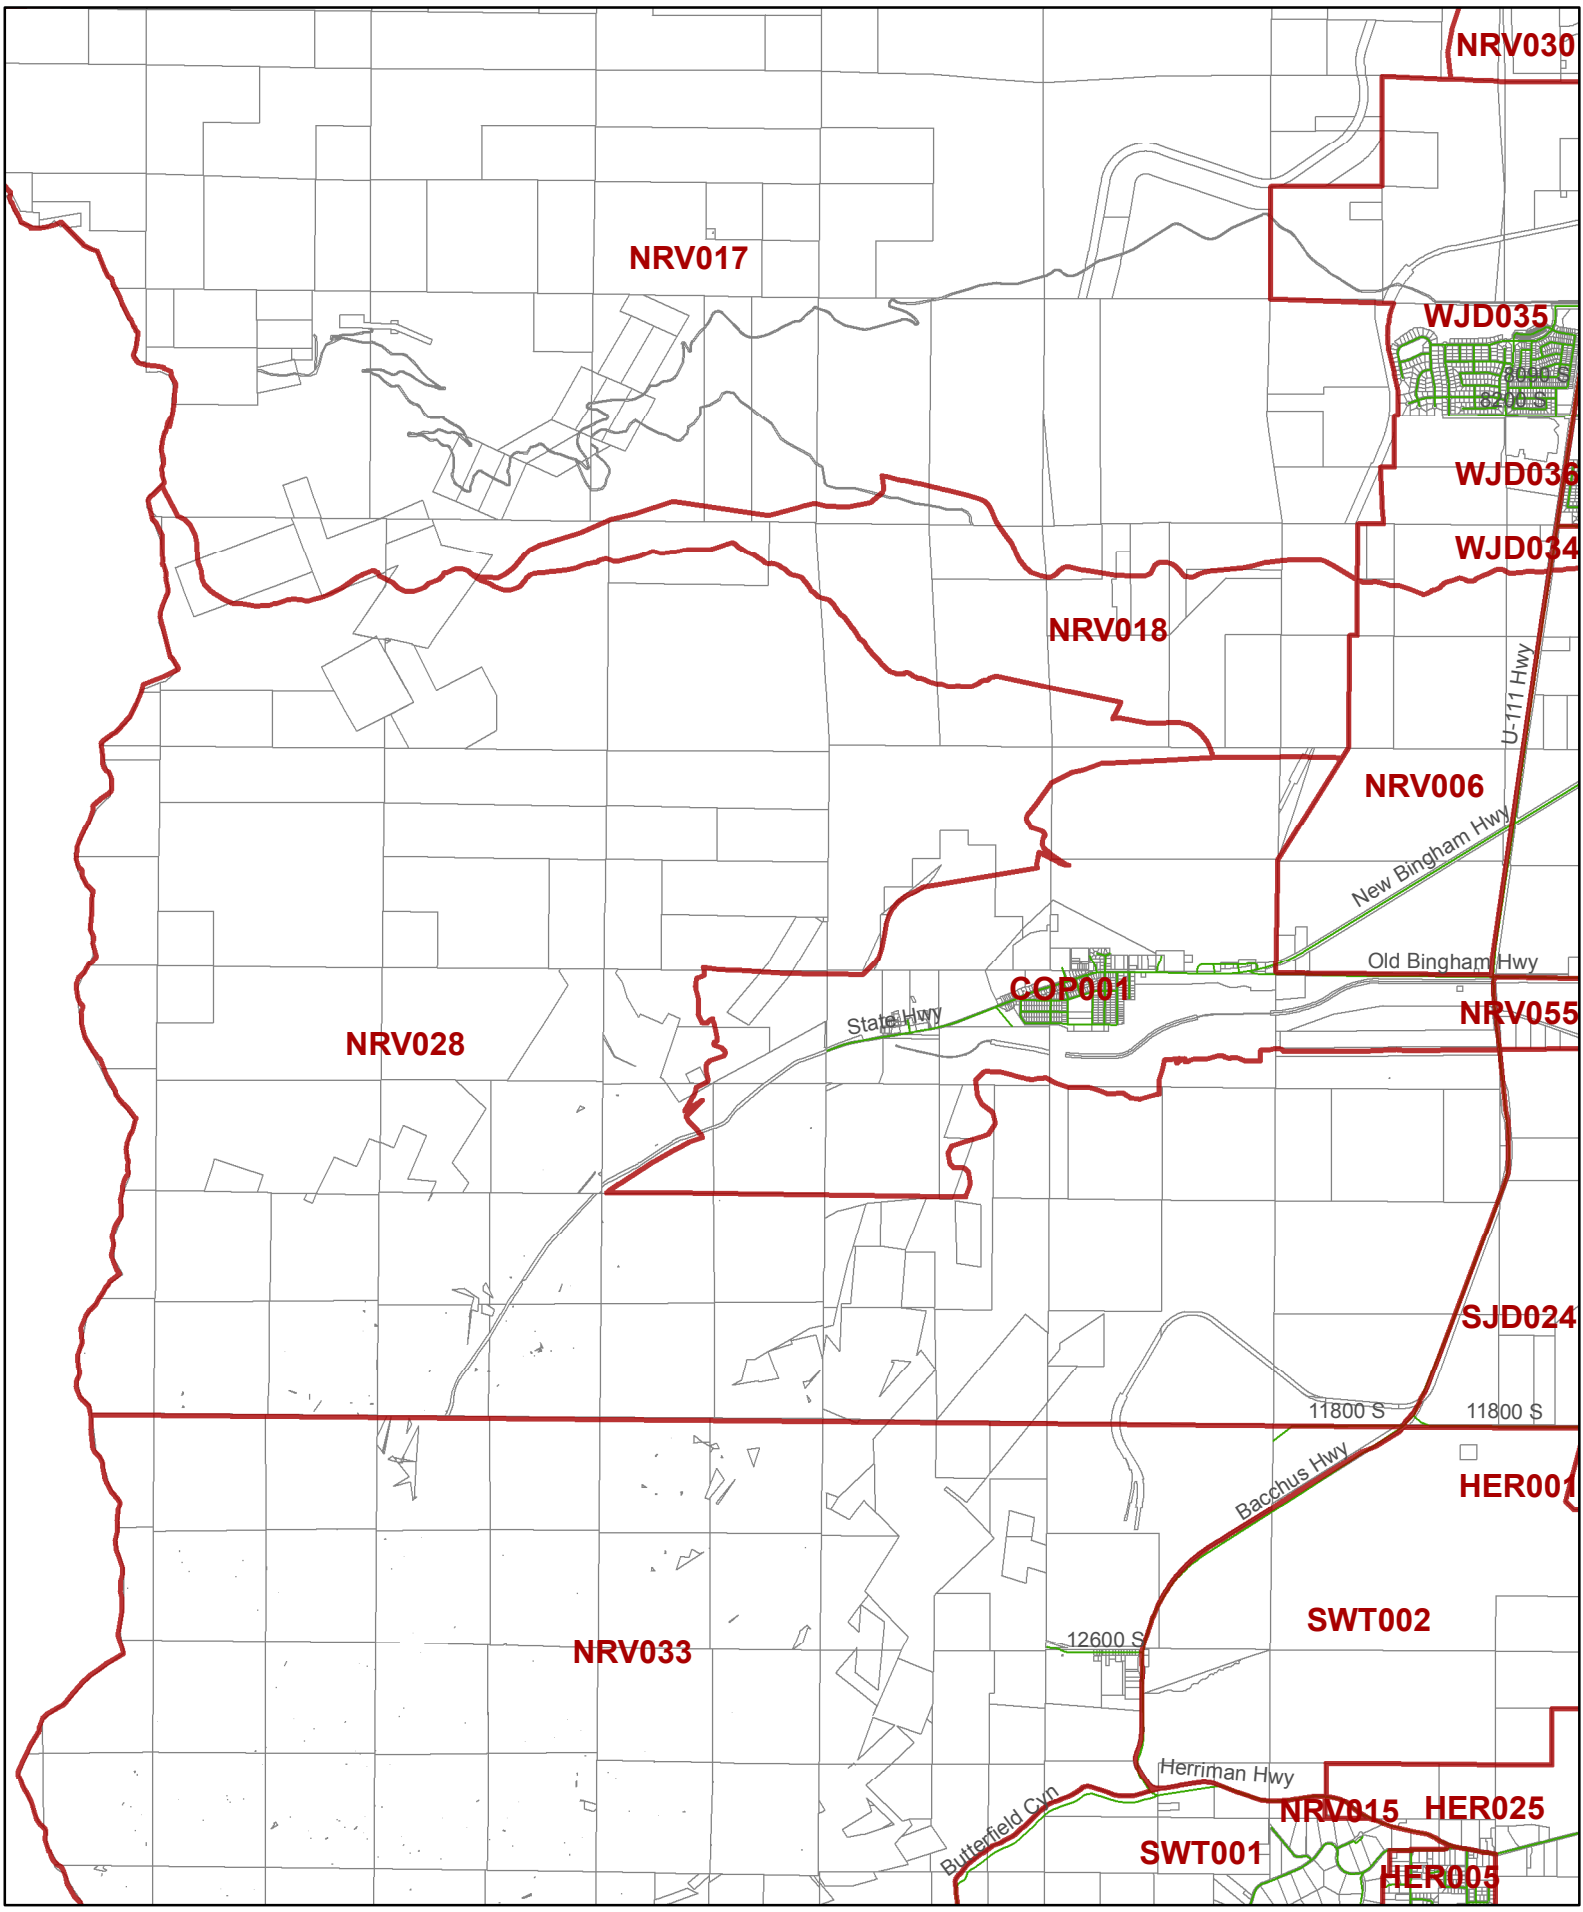 NRV030
NRV017
WJD035
8090 S
8200 S
WJD036
WJD034
NRV018
U-111 Hwy
NRV006
New Bingham Hwy
Old Bingham Hwy
COP001
NRV055
State Hwy
NRV028
SJD024
11800 S
11800 S
Bacchus Hwy
HER001
SWT002
12600 S
NRV033
Herriman Hwy
Butterfield Cyn
NRV015
HER025
SWT001
HER005